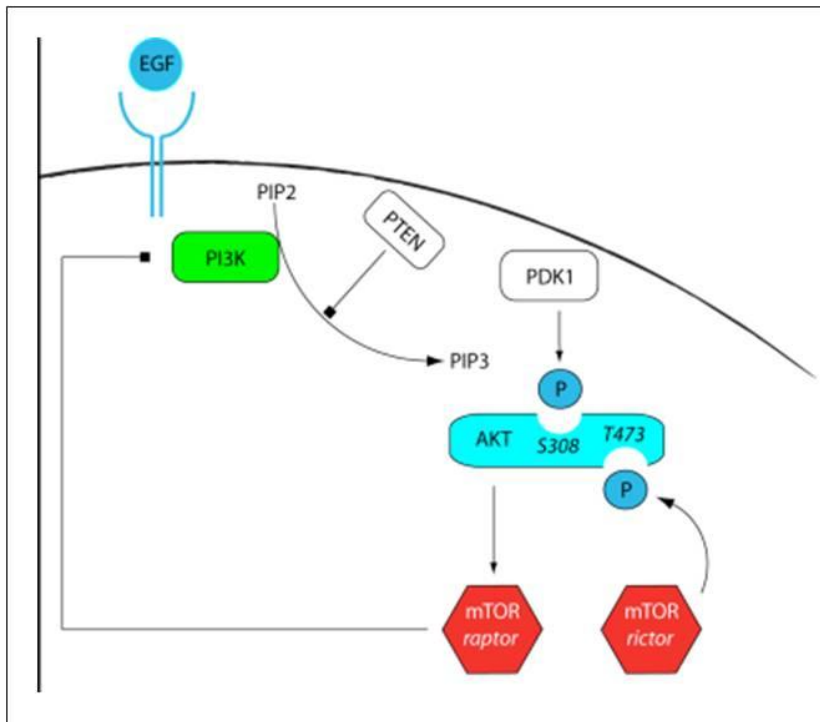 EGF
PIP2
PTEN
PI3K
PDK1
PIP3
P
AKT
S308
T473
P
mTOR
raptor
mTOR
rictor